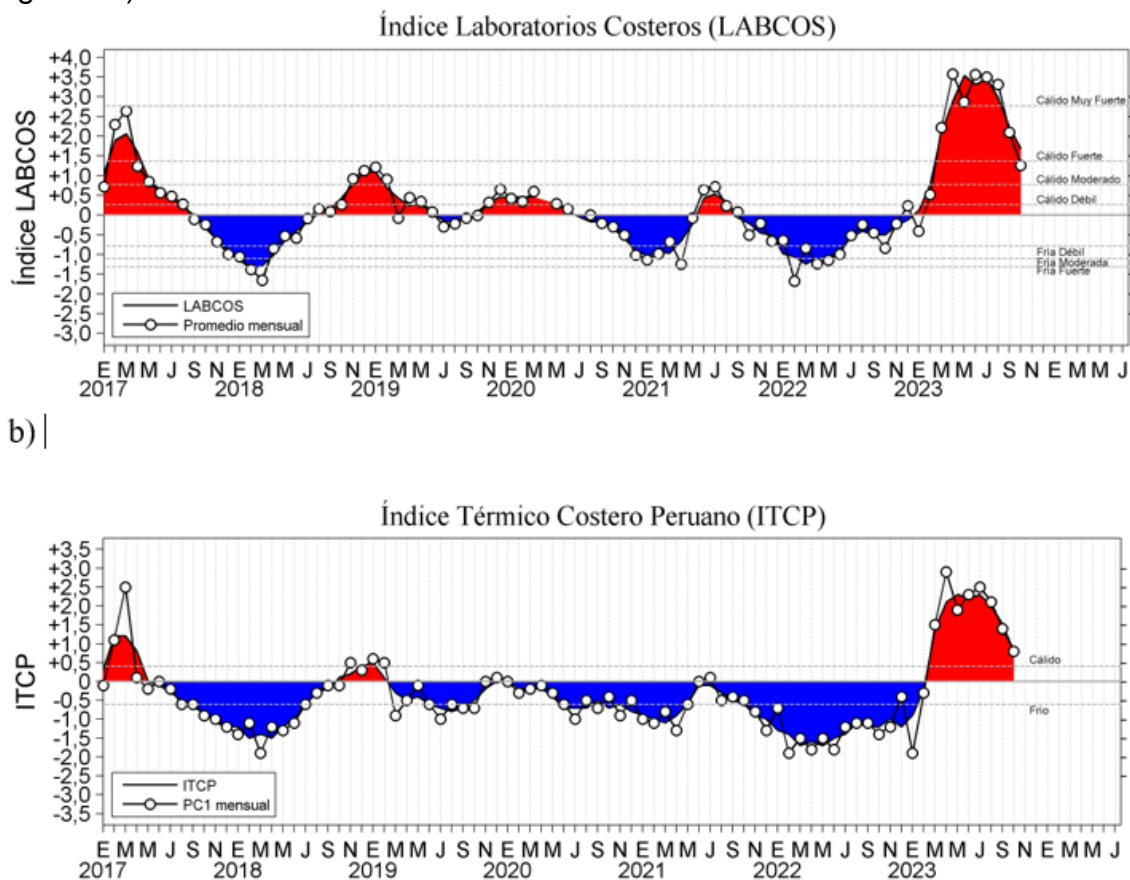 Índice Laboratorios Costeros (LABCOS)
+4,0
+3,5
+3,0
+2,5
+2,0
+1,5
+1,0
+0,5
0
-0,5
-1,0
-1,5
-2,0
-2,5
-3,0
Índice LABCOS
Cálido Muy Fuerte
Cálido Fuerte
Cálido Moderado
Cálido Débil
Fria Débil
Fria Moderada
Fria Fuerte
LABCOS
Promedio mensual
E M M J S N E M M J S N E M M J S N E M M J S N E M M J S N E M M J S N E M M J S N E M M J
2017 2018 2019 2020 2021 2022 2023
b)
Índice Térmico Costero Peruano (ITCP)
+3,5
+3,0
+2,5
+2,0
+1,5
+1,0
+0,5
0
-0,5
-1,0
-1,5
-2,0
-2,5
-3,0
-3,5
ITCP
Cálido
Frio
ITCP
PC1 mensual
E M M J S N E M M J S N E M M J S N E M M J S N E M M J S N E M M J S N E M M J S N E M M J
2017 2018 2019 2020 2021 2022 2023